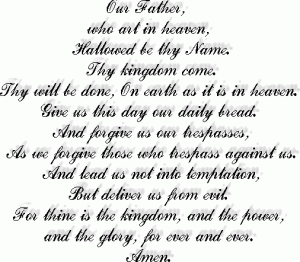 Our Father,
who art in heaven,
Hallowed be thy Name.
Thy kingdom come.
Thy will be done, On earth as it is in heaven.
Give us this day our daily bread.
And forgive us our trespasses,
As we forgive those who trespass against us.
And lead us not into temptation,
But deliver us from evil.
For thine is the kingdom, and the power,
and the glory, for ever and ever.
Amen.